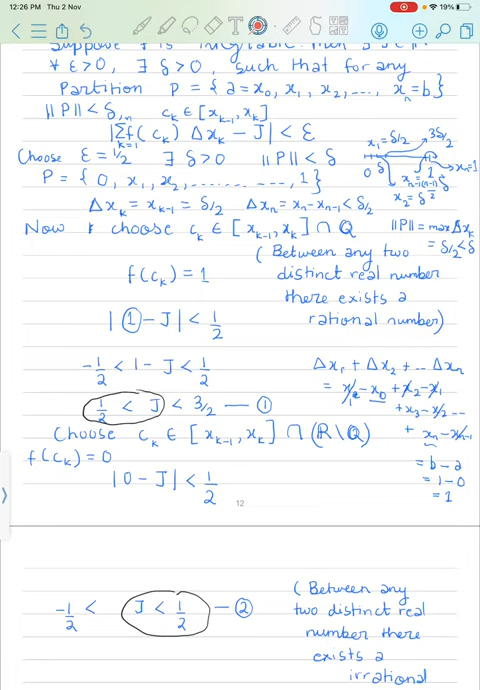 12:26 PM Thu 2 Nov
Suppose f is integrable then ∃ J ∈ ℝ
∀ ε>0, ∃ δ>0, such that for any
Partition P = { a = x₀, x₁, x₂, ...., xₙ = b}
||P|| < δ, cₖ ∈ [xₖ₋₁, xₖ]
|ⁿΣₖ₌₁ f(cₖ) Δxₖ - J| < ε
Choose ε = 1/2 ∃ δ>0 ||P|| < δ
x₁ = δ/2 3δ/2
0 δ 1 xₙ=1
xₙ₋₁=(n-1)δ/2
x₂ = δ
P = { 0, x₁, x₂, .............., 1 }
Δxₖ = xₖ₋₁ = δ/2 Δxₙ = xₙ - xₙ₋₁ < δ/2
Now choose cₖ ∈ [xₖ₋₁, xₖ] ∩ Q
||P|| = max Δxₖ
= δ/2 < δ
f(cₖ) = 1
( Between any two
distinct real number
there exists a
rational number)
|1 - J| < 1/2
-1/2 < 1 - J < 1/2
1/2 < J < 3/2 — ①
Δx₁ + Δx₂ + ... Δxₙ
= x₁ - x₀ + x₂ - x₁
+ x₃ - x₂ ...
+ xₙ - xₙ₋₁
= b - a
= 1 - 0
= 1
Choose cₖ ∈ [xₖ₋₁, xₖ] ∩ (ℝ\Q)
f(cₖ) = 0
|0 - J| < 1/2
12
-1/2 < J < 1/2 — ②
( Between any
two distinct real
number there
exists a
irrational